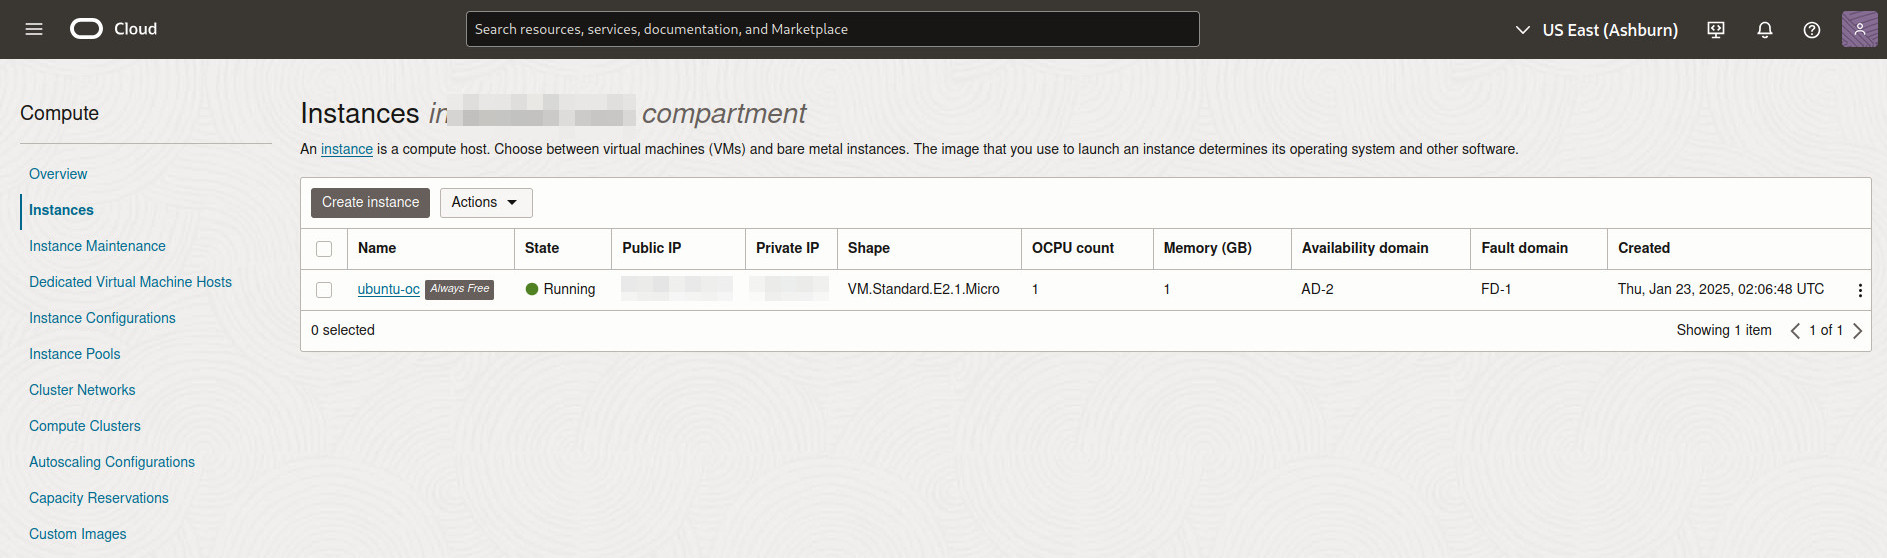 Cloud
Search resources, services, documentation, and Marketplace
US East (Ashburn)
Compute
Overview
Instances
Instance Maintenance
Dedicated Virtual Machine Hosts
Instance Configurations
Instance Pools
Cluster Networks
Compute Clusters
Autoscaling Configurations
Capacity Reservations
Custom Images
Instances in compartment
An instance is a compute host. Choose between virtual machines (VMs) and bare metal instances. The image that you use to launch an instance determines its operating system and other software.
Create instance Actions
Name State Public IP Private IP Shape OCPU count Memory (GB) Availability domain Fault domain Created
ubuntu-oc Always Free Running VM.Standard.E2.1.Micro 1 1 AD-2 FD-1 Thu, Jan 23, 2025, 02:06:48 UTC
0 selected Showing 1 item 1 of 1